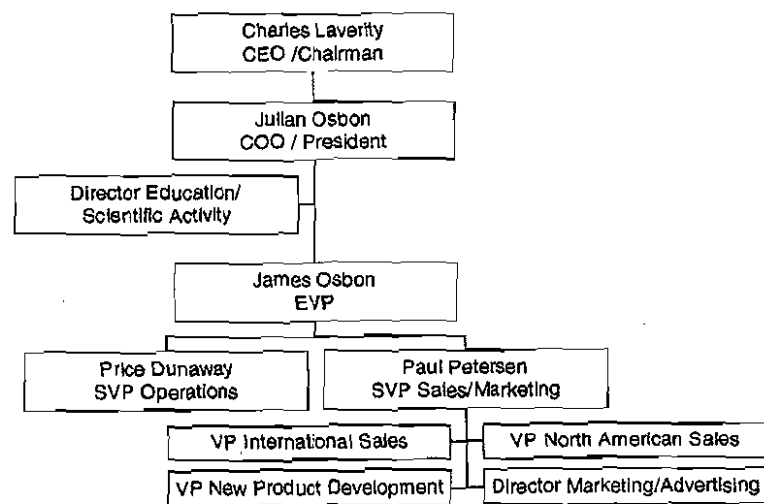 Charles Laverity
CEO /Chairman
Julian Osbon
COO / President
Director Education/
Scientific Activity
James Osbon
EVP
Price Dunaway
SVP Operations
Paul Petersen
SVP Sales/Marketing
VP International Sales
VP North American Sales
VP New Product Development
Director Marketing/Advertising